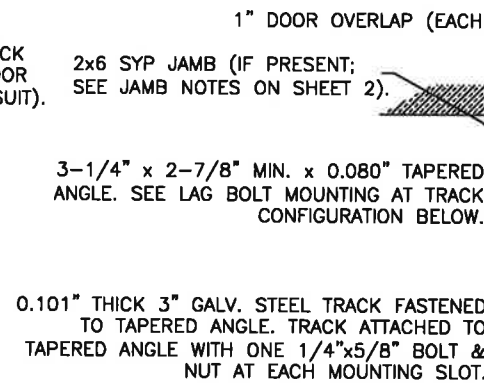 1" DOOR OVERLAP (EACH
CK
OR
SUIT).
2x6 SYP JAMB (IF PRESENT;
SEE JAMB NOTES ON SHEET 2).
3-1/4" x 2-7/8" MIN. x 0.080" TAPERED
ANGLE. SEE LAG BOLT MOUNTING AT TRACK
CONFIGURATION BELOW.
0.101" THICK 3" GALV. STEEL TRACK FASTENED
TO TAPERED ANGLE. TRACK ATTACHED TO
TAPERED ANGLE WITH ONE 1/4"x5/8" BOLT &
NUT AT EACH MOUNTING SLOT.